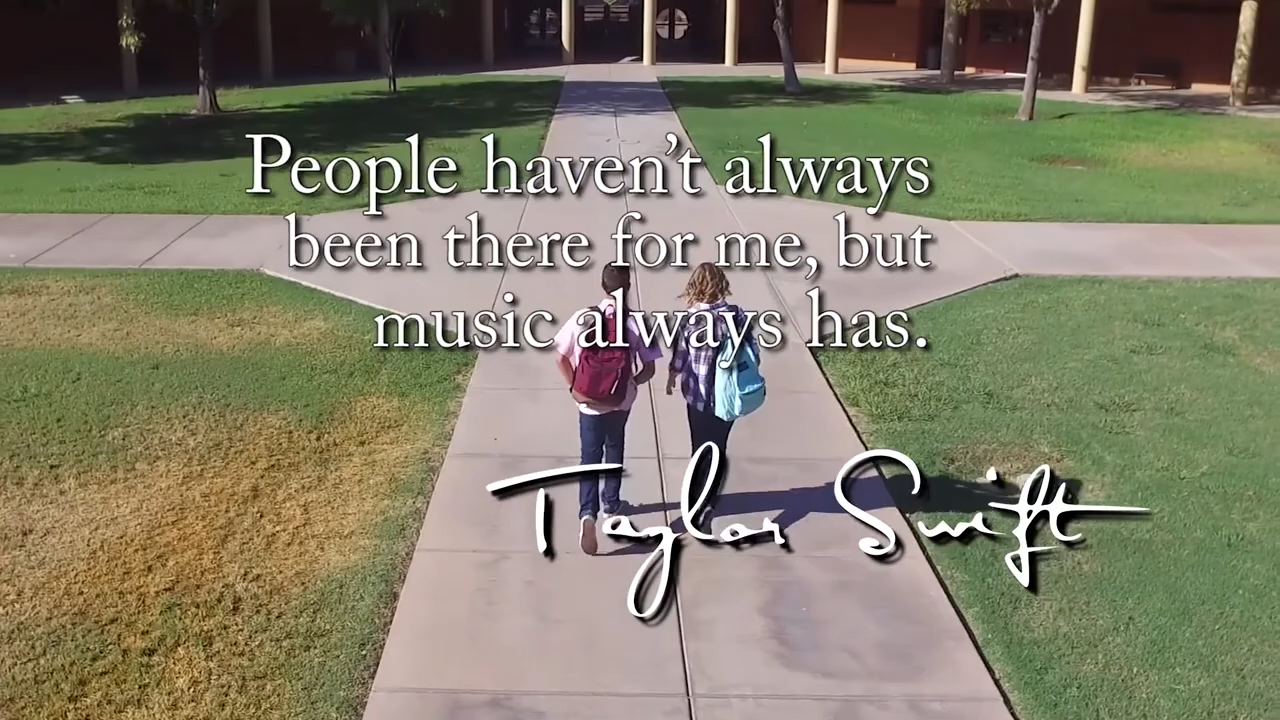 People haven't always
been there for me, but
music always has.
Taylor Swift